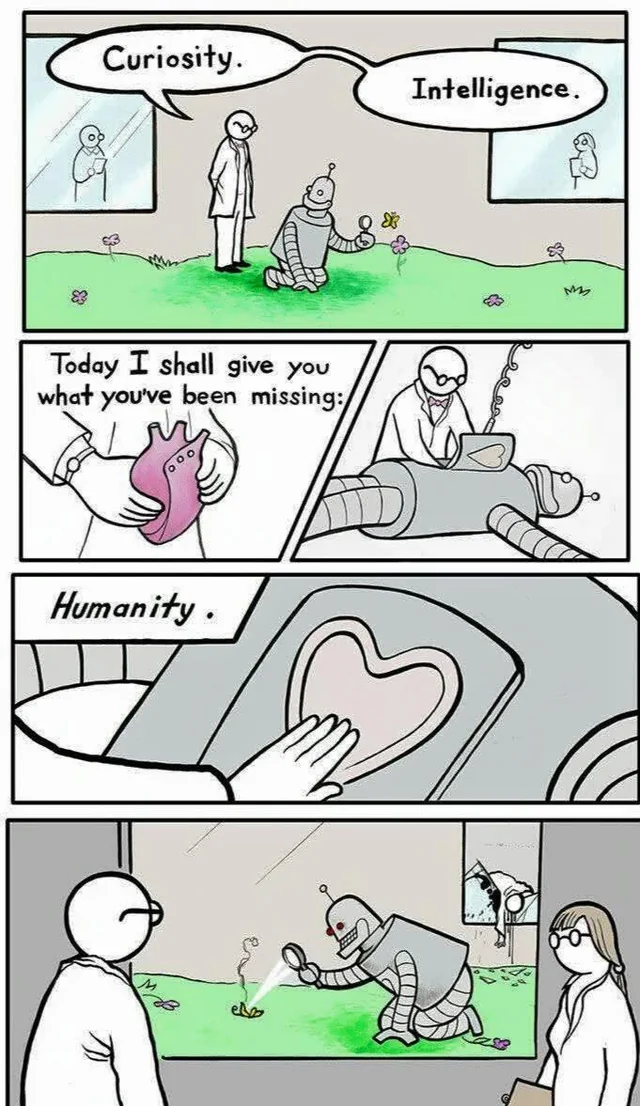 Curiosity.
Intelligence.
Today I shall give you
what you've been missing:
Humanity.